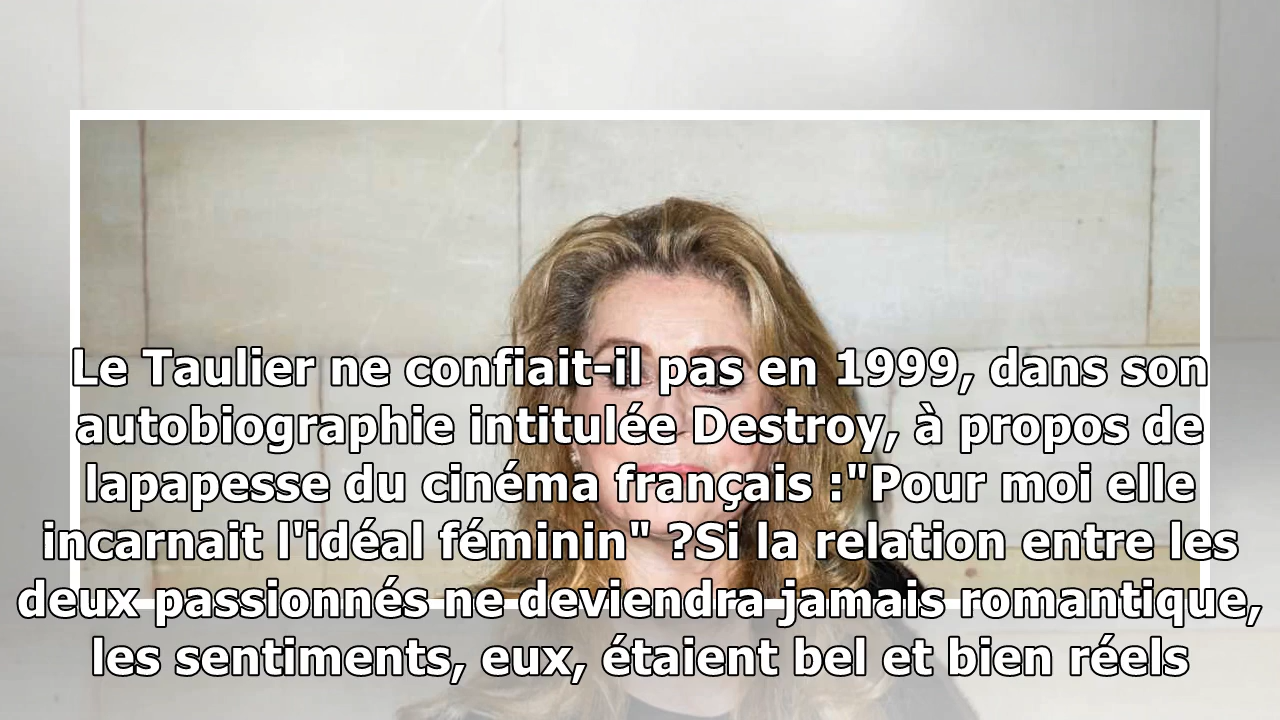 Le Taulier ne confiait-il pas en 1999, dans son
autobiographie intitulée Destroy, à propos de
lapapesse du cinéma français :"Pour moi elle
incarnait l'idéal féminin" ?Si la relation entre les
deux passionnés ne deviendra jamais romantique,
les sentiments, eux, étaient bel et bien réels